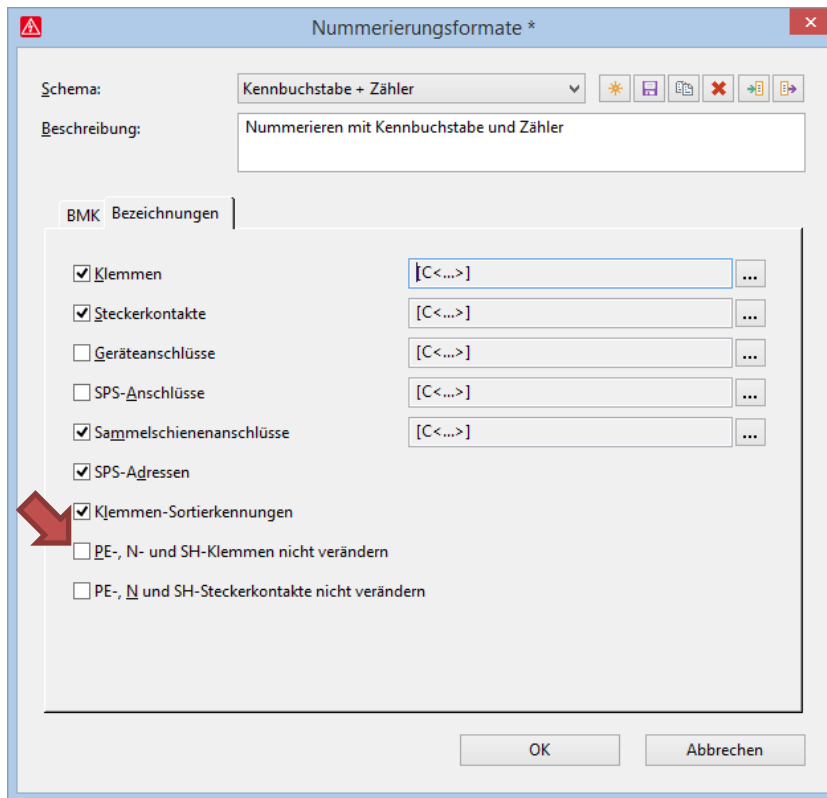 Nummerierungsformate *
Schema: Kennbuchstabe + Zähler
Beschreibung: Nummerieren mit Kennbuchstabe und Zähler
BMK Bezeichnungen
Klemmen [C<...>] ...
Steckerkontakte [C<...>] ...
Geräteanschlüsse [C<...>] ...
SPS-Anschlüsse [C<...>] ...
Sammelschienenanschlüsse [C<...>] ...
SPS-Adressen
Klemmen-Sortierkennungen
PE-, N- und SH-Klemmen nicht verändern
PE-, N und SH-Steckerkontakte nicht verändern
OK Abbrechen